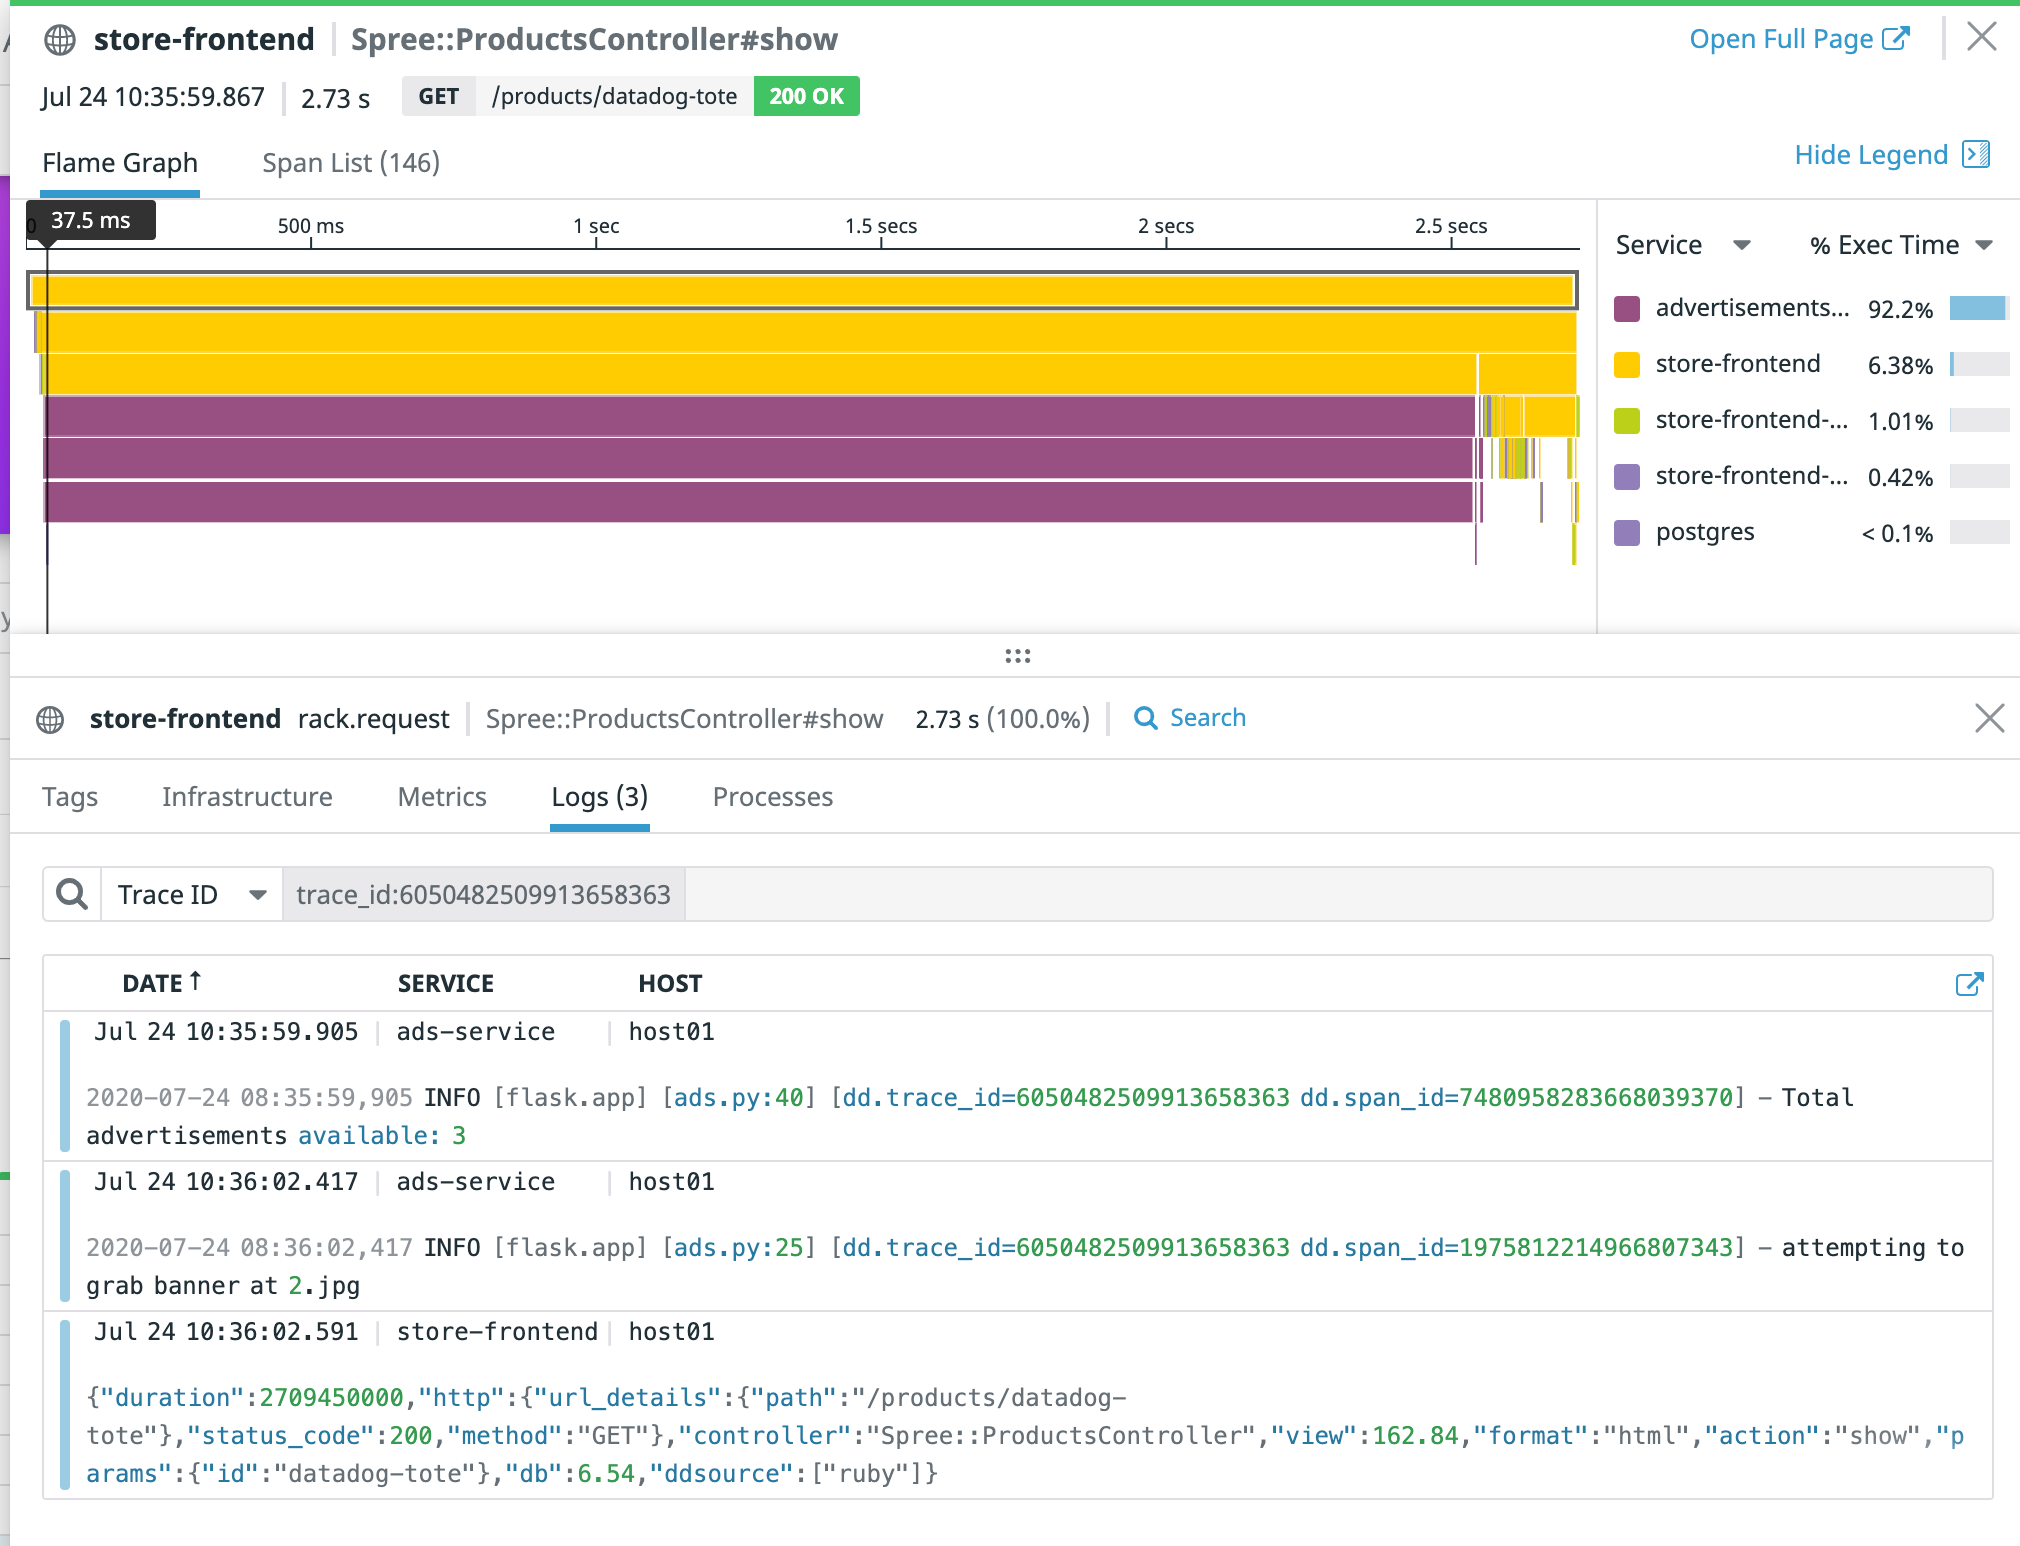 store-frontend | Spree::ProductsController#show Open Full Page
Jul 24 10:35:59.867 | 2.73 s GET /products/datadog-tote 200 OK
Flame Graph Span List (146) Hide Legend
0 37.5 ms 500 ms 1 sec 1.5 secs 2 secs 2.5 secs
Service % Exec Time
advertisements... 92.2%
store-frontend 6.38%
store-frontend-... 1.01%
store-frontend-... 0.42%
postgres < 0.1%
store-frontend rack.request | Spree::ProductsController#show 2.73 s (100.0%) | Search
Tags Infrastructure Metrics Logs (3) Processes
Trace ID trace_id:6050482509913658363
DATE↑ SERVICE HOST
Jul 24 10:35:59.905 | ads-service | host01
2020-07-24 08:35:59,905 INFO [flask.app] [ads.py:40] [dd.trace_id=6050482509913658363 dd.span_id=7480958283668039370] - Total
advertisements available: 3
Jul 24 10:36:02.417 | ads-service | host01
2020-07-24 08:36:02,417 INFO [flask.app] [ads.py:25] [dd.trace_id=6050482509913658363 dd.span_id=1975812214966807343] - attempting to
grab banner at 2.jpg
Jul 24 10:36:02.591 | store-frontend | host01
{"duration":2709450000,"http":{"url_details":{"path":"/products/datadog-
tote"},"status_code":200,"method":"GET"},"controller":"Spree::ProductsController","view":162.84,"format":"html","action":"show","p
arams":{"id":"datadog-tote"},"db":6.54,"ddsource":["ruby"]}